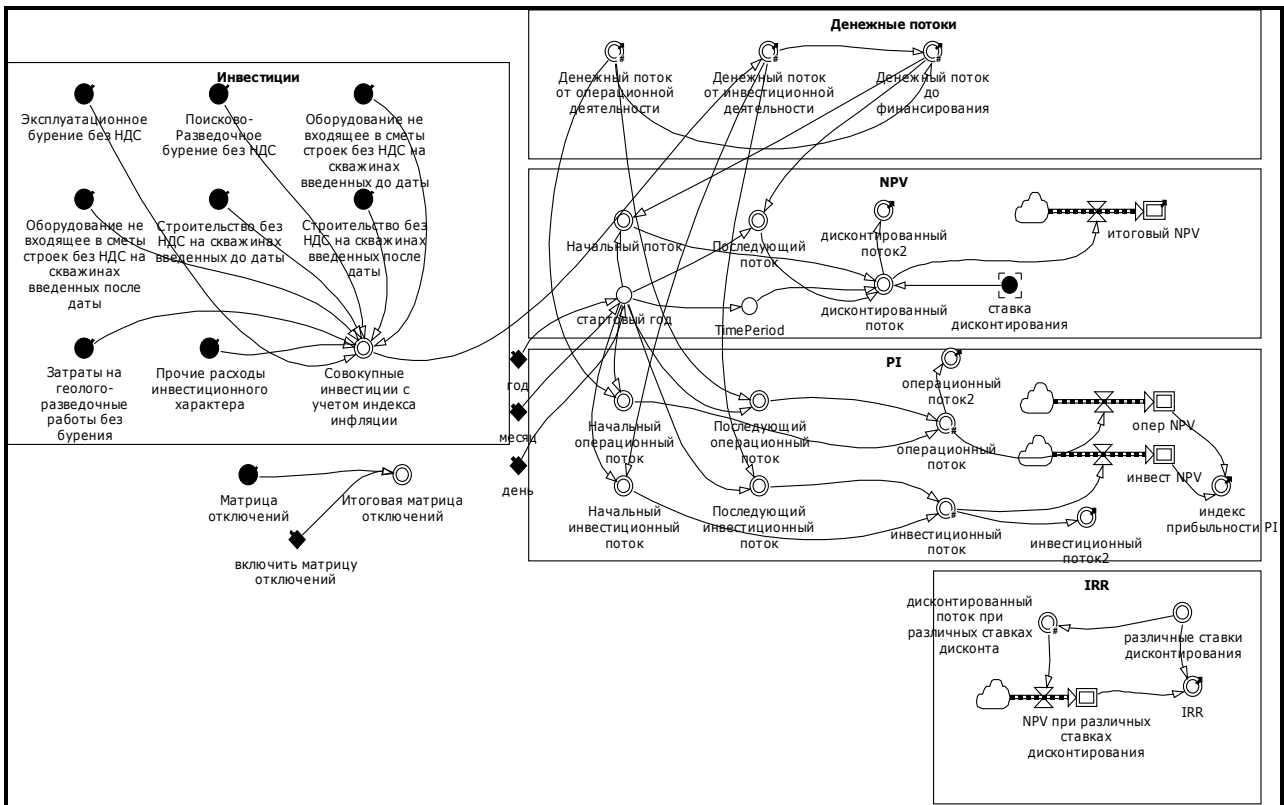 Денежные потоки
Денежный поток
от операционной
деятельности
Денежный поток
от инвестиционной
деятельности
Денежный поток
до
финансирования
Инвестиции
Эксплуатационное
бурение без НДС
Поисково-
Разведочное
бурение без НДС
Оборудование не
входящее в сметы
строек без НДС на
скважинах
введенных до даты
Оборудование не
входящее в сметы
строек без НДС на
скважинах
введенных после
даты
Строительство без
НДС на скважинах
введенных до даты
Строительство без
НДС на скважинах
введенных после
даты
Затраты на
геолого-
разведочные
работы без
бурения
Прочие расходы
инвестиционного
характера
Совокупные
инвестиции с
учетом индекса
инфляции
NPV
Начальный поток
Последующий
поток
дисконтированный
поток2
итоговый NPV
стартовый год
TimePeriod
дисконтированный
поток
ставка
дисконтирования
год
месяц
день
PI
операционный
поток2
Начальный
операционный
поток
Последующий
операционный
поток
операционный
поток
опер NPV
инвест NPV
Начальный
инвестиционный
поток
Последующий
инвестиционный
поток
инвестиционный
поток
инвестиционный
поток2
индекс
прибыльности PI
Матрица
отключений
Итоговая матрица
отключений
включить матрицу
отключений
IRR
дисконтированный
поток при
различных ставках
дисконта
различные ставки
дисконтирования
NPV при различных
ставках
дисконтирования
IRR